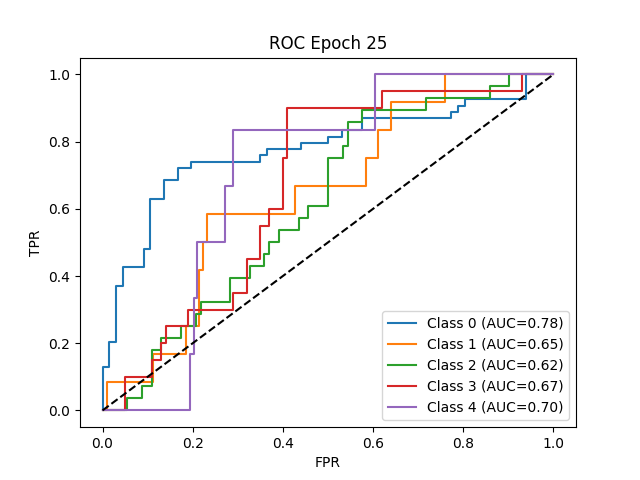 ROC Epoch 25
1.0
0.8
0.6
0.4
0.2
0.0
TPR
0.0
0.2
0.4
0.6
0.8
1.0
FPR
Class 0 (AUC=0.78)
Class 1 (AUC=0.65)
Class 2 (AUC=0.62)
Class 3 (AUC=0.67)
Class 4 (AUC=0.70)